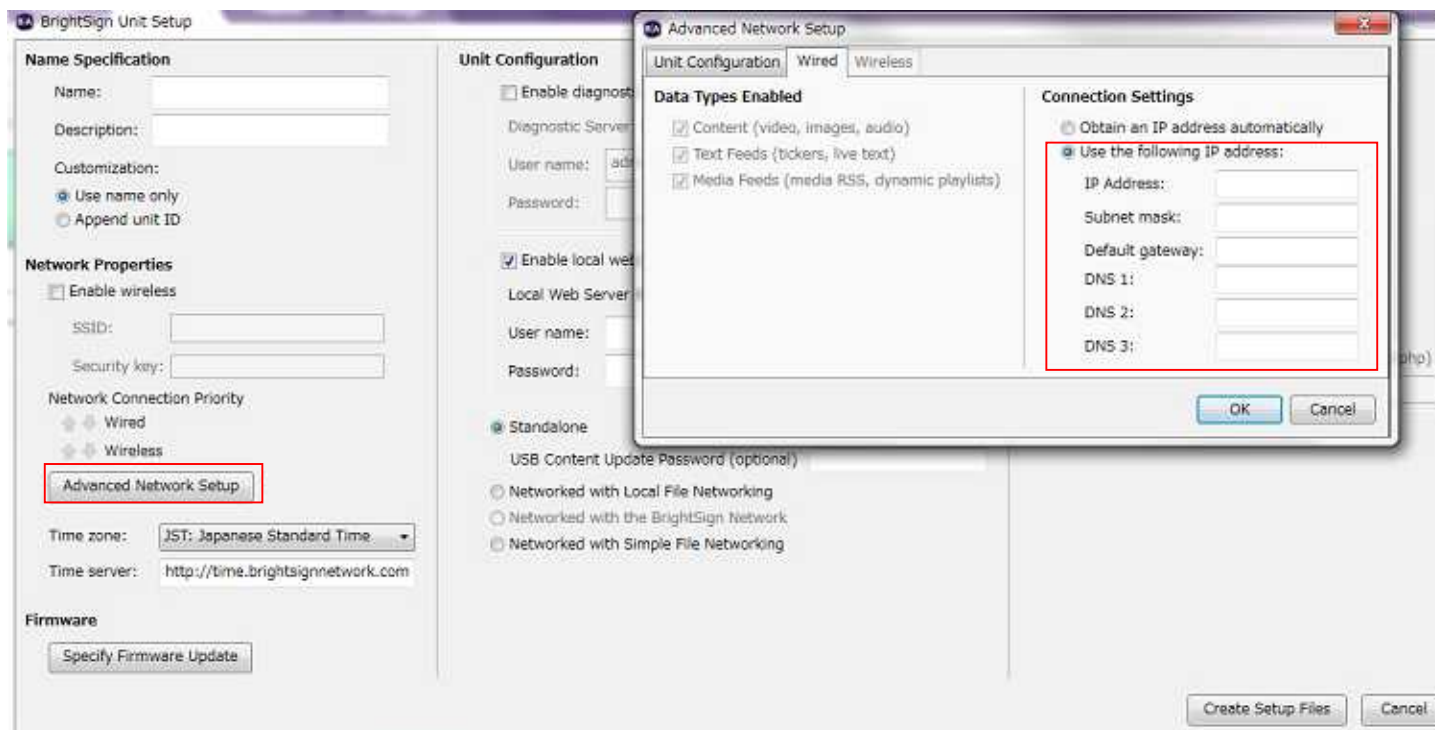 BrightSign Unit Setup
Name Specification
Name:
Description:
Customization:
Use name only
Append unit ID
Network Properties
Enable wireless
SSID:
Security key:
Network Connection Priority
Wired
Wireless
Advanced Network Setup
Time zone:
JST: Japanese Standard Time
Time server:
http://time.brightsignnetwork.com
Firmware
Specify Firmware Update
Unit Configuration
Enable diagnost
Diagnostic Server
User name:
Password:
Enable local we
Local Web Server
User name:
Password:
Standalone
USB Content Update Password (optional)
Networked with Local File Networking
Networked with the BrightSign Network
Networked with Simple File Networking
Advanced Network Setup
Unit Configuration
Wired
Wireless
Data Types Enabled
Content (video, images, audio)
Text Feeds (tickers, live text)
Media Feeds (media RSS, dynamic playlists)
Connection Settings
Obtain an IP address automatically
Use the following IP address:
IP Address:
Subnet mask:
Default gateway:
DNS 1:
DNS 2:
DNS 3:
OK
Cancel
php)
Create Setup Files
Cancel